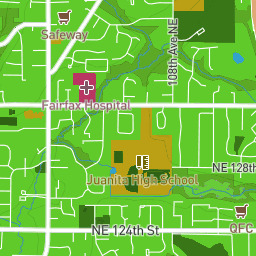 Safeway
108th Ave NE
Fairfax Hospital
NE 128th
Juanita High School
NE 124th St
QFC